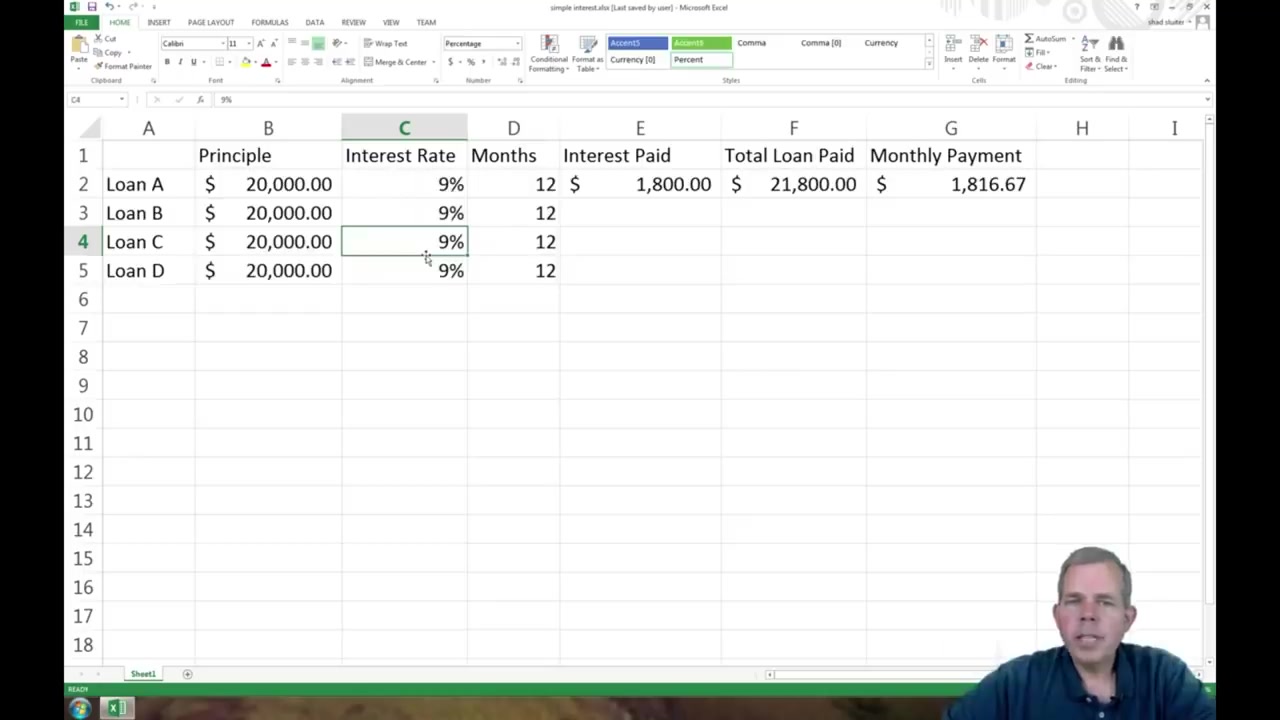 simple interest.xlsx [Last saved by user] - Microsoft Excel
FILE HOME INSERT PAGE LAYOUT FORMULAS DATA REVIEW VIEW TEAM shad sluiter
Paste Cut Copy Format Painter Clipboard
Calibri 11 B I U A Font
Wrap Text Merge & Center Alignment
Percentage $ % , Number
Conditional Formatting Format as Table
Accent5 Accent6 Comma Comma [0] Currency
Currency [0] Percent Styles
Insert Delete Format Cells
AutoSum Fill Clear Sort & Filter Find & Select Editing
C4 fx 9%
A B C D E F G H I
1 Principle Interest Rate Months Interest Paid Total Loan Paid Monthly Payment
2 Loan A $ 20,000.00 9% 12 $ 1,800.00 $ 21,800.00 $ 1,816.67
3 Loan B $ 20,000.00 9% 12
4 Loan C $ 20,000.00 9% 12
5 Loan D $ 20,000.00 9% 12
6
7
8
9
10
11
12
13
14
15
16
17
18
Sheet1
READY